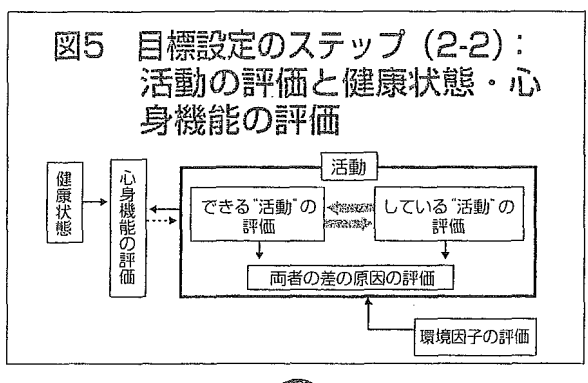 図5 目標設定のステップ(2-2):
活動の評価と健康状態・心
身機能の評価
活動
健康状態
心身機能の評価
できる"活動"の
評価
している"活動"の
評価
両者の差の原因の評価
環境因子の評価